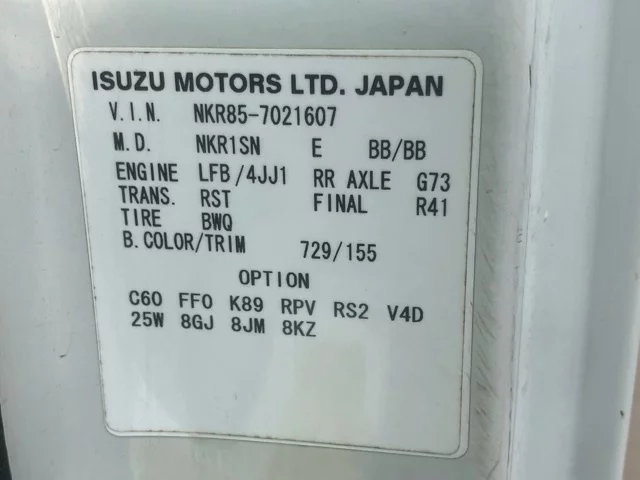 ISUZU MOTORS LTD. JAPAN
V.I.N. NKR85-7021607
M.D. NKR1SN E BB/BB
ENGINE LFB/4JJ1 RR AXLE G73
TRANS. RST FINAL R41
TIRE BWQ
B.COLOR/TRIM 729/155
OPTION
C60 FF0 K89 RPV RS2 V4D
25W 8GJ 8JM 8KZ